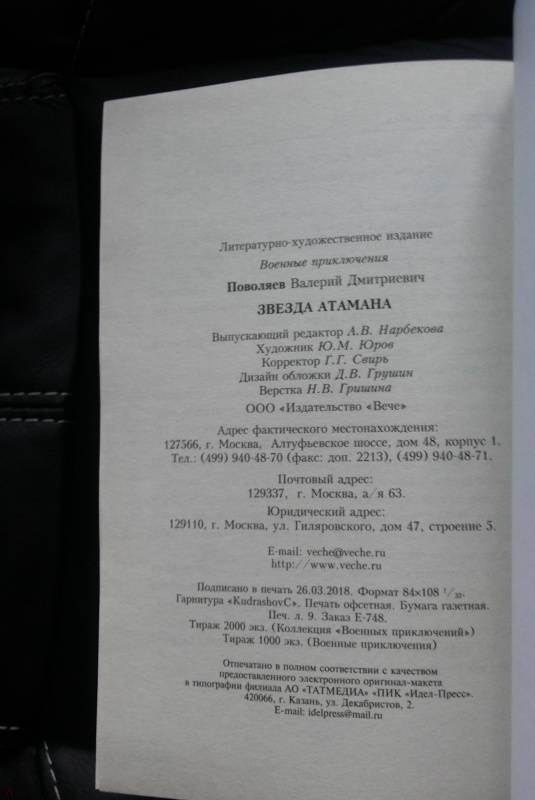 Литературно-художественное издание
Военные приключения
Поволяев Валерий Дмитриевич
ЗВЕЗДА АТАМАНА
Выпускающий редактор А.В. Нарбекова
Художник Ю.М. Юров
Корректор Г.Г. Свирь
Дизайн обложки Д.В. Грушин
Верстка Н.В. Гришина
ООО «Издательство «Вече»
Адрес фактического местонахождения:
127566, г. Москва, Алтуфьевское шоссе, дом 48, корпус 1.
Тел.: (499) 940-48-70 (факс: доп. 2213), (499) 940-48-71.
Почтовый адрес:
129337, г. Москва, а/я 63.
Юридический адрес:
129110, г. Москва, ул. Гиляровского, дом 47, строение 5.
E-mail: veche@veche.ru
http://www.veche.ru
Подписано в печать 26.03.2018. Формат 84×108 1/32.
Гарнитура «KudrashovC». Печать офсетная. Бумага газетная.
Печ. л. 9. Заказ Е-748.
Тираж 2000 экз. (Коллекция «Военных приключений»)
Тираж 1000 экз. (Военные приключения)
Отпечатано в полном соответствии с качеством
предоставленного электронного оригинал-макета
в типографии филиала АО «ТАТМЕДИА» «ПИК «Идел-Пресс».
420066, г. Казань, ул. Декабристов, 2.
E-mail: idelpress@mail.ru